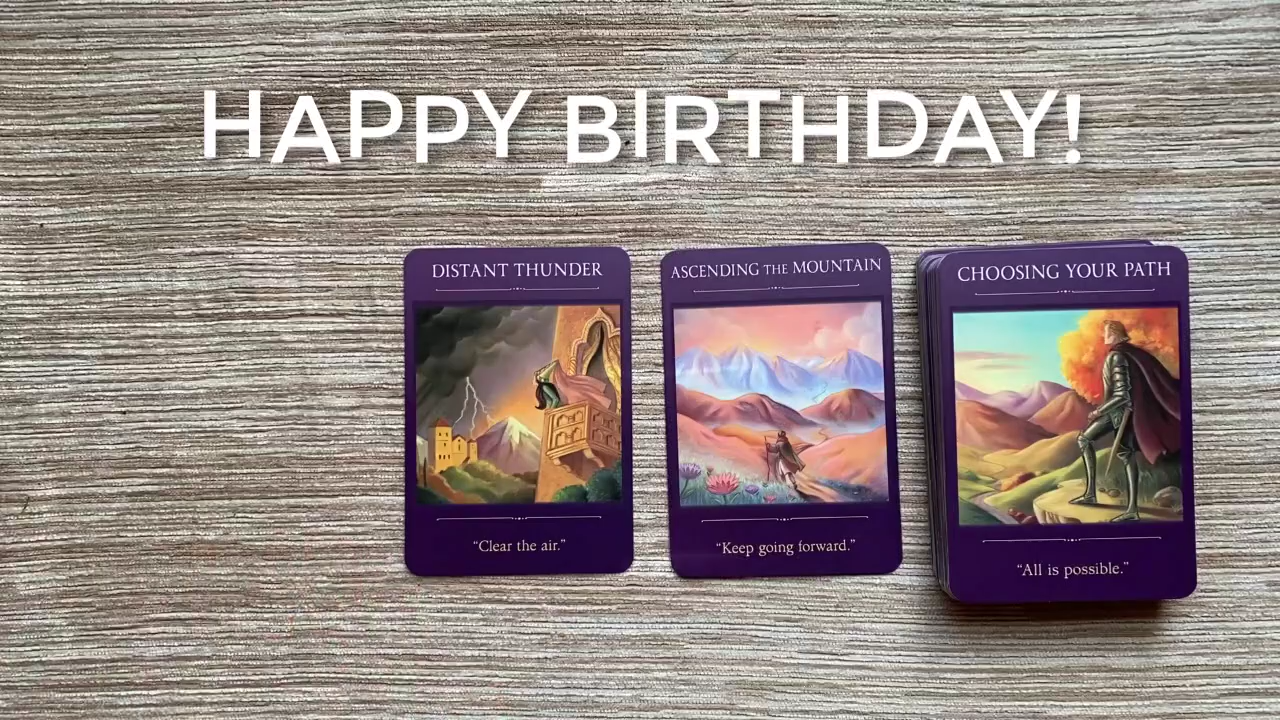 HAPPY BIRTHDAY!
DISTANT THUNDER
"Clear the air."
ASCENDING THE MOUNTAIN
"Keep going forward."
CHOOSING YOUR PATH
"All is possible."